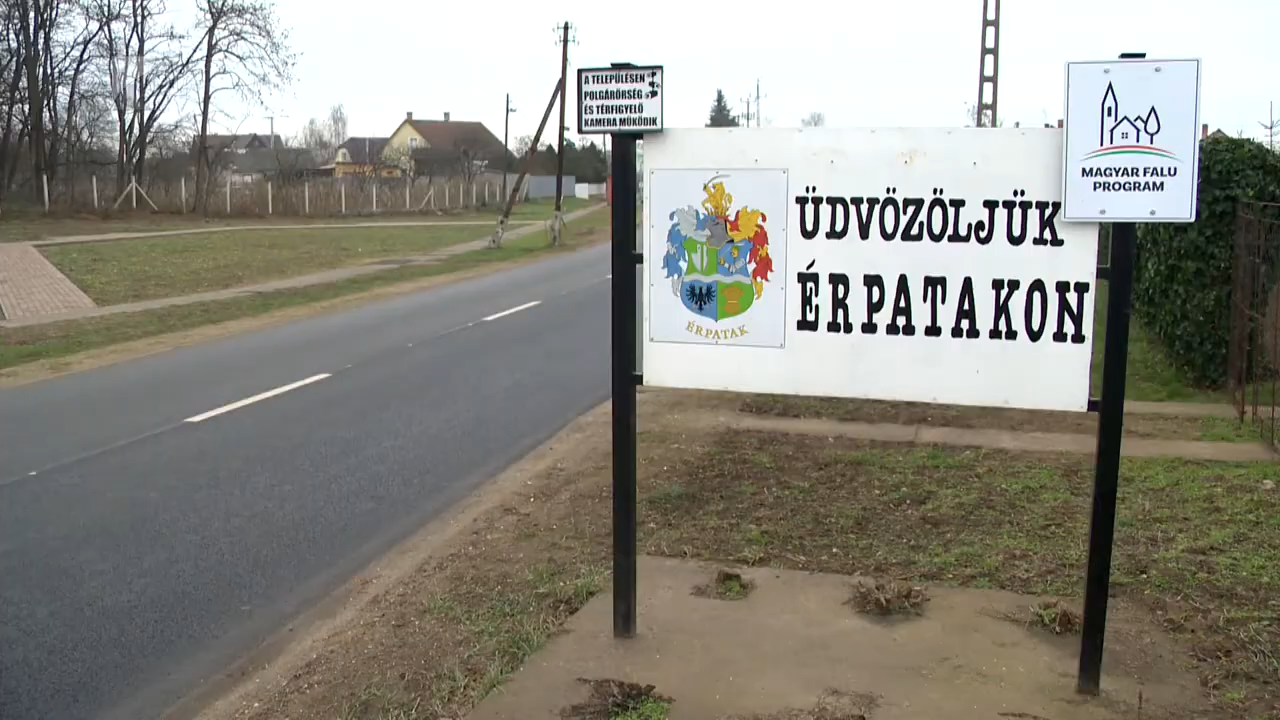 A TELEPÜLÉSEN
POLGÁRŐRSÉG
ÉS TÉRFIGYELŐ
KAMERA MŰKÖDIK
MAGYAR FALU
PROGRAM
ÜDVÖZÖLJÜK
ÉRPATAKON
ÉRPATAK